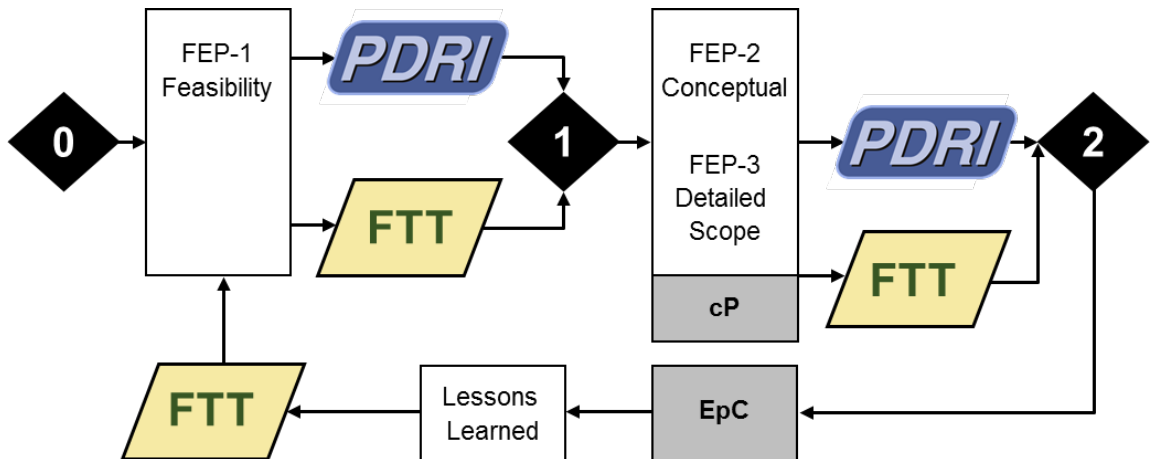 0
FEP-1
Feasibility
PDRI
FTT
1
FEP-2
Conceptual
FEP-3
Detailed
Scope
cP
PDRI
FTT
2
FTT
Lessons
Learned
EpC